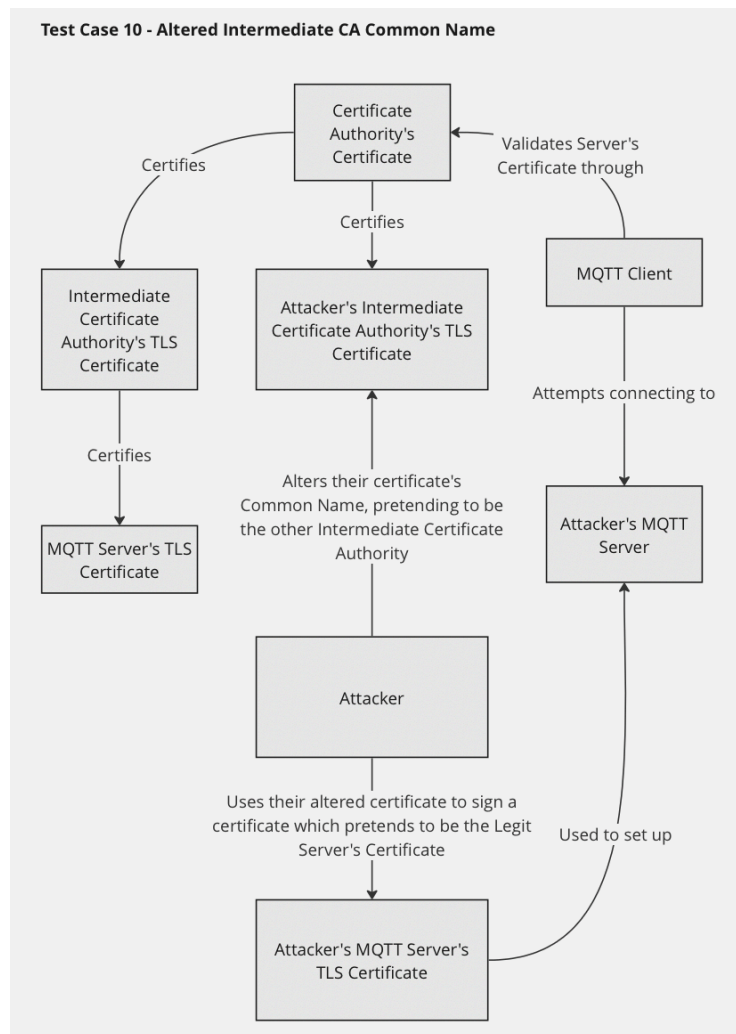 Test Case 10 - Altered Intermediate CA Common Name
Certificate
Authority's
Certificate
Validates Server's
Certificate through
Certifies
Certifies
Intermediate
Certificate
Authority's TLS
Certificate
Attacker's Intermediate
Certificate Authority's TLS
Certificate
MQTT Client
Attempts connecting to
Certifies
Alters their certificate's
Common Name, pretending to be
the other Intermediate Certificate
Authority
MQTT Server's TLS
Certificate
Attacker's MQTT
Server
Attacker
Uses their altered certificate to sign a
certificate which pretends to be the Legit
Server's Certificate
Used to set up
Attacker's MQTT Server's
TLS Certificate